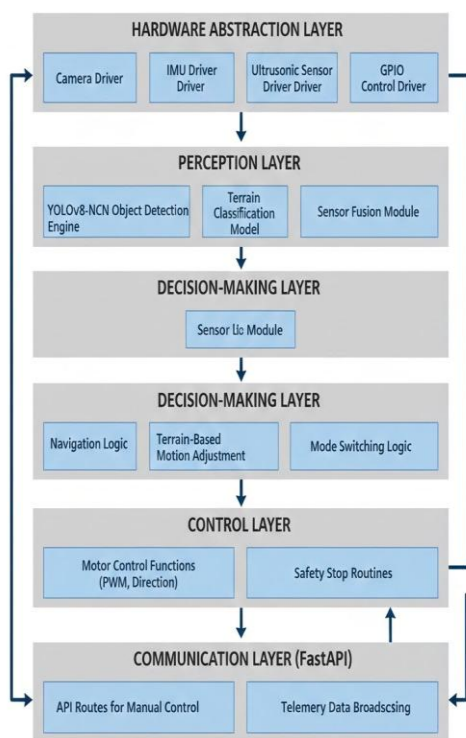 HARDWARE ABSTRACTION LAYER
Camera Driver
IMU Driver
Driver
Ultrasonic Sensor
Driver Driver
GPIO
Control Driver
PERCEPTION LAYER
YOLOv8-NCN Object Detection
Engine
Terrain
Classification
Model
Sensor Fusion Module
DECISION-MAKING LAYER
Sensor Module
DECISION-MAKING LAYER
Navigation Logic
Terrain-Based
Motion Adjustment
Mode Switching Logic
CONTROL LAYER
Motor Control Functions
(PWM, Direction)
Safety Stop Routines
COMMUNICATION LAYER (FastAPI)
API Routes for Manual Control
Telemery Data Broadscsing